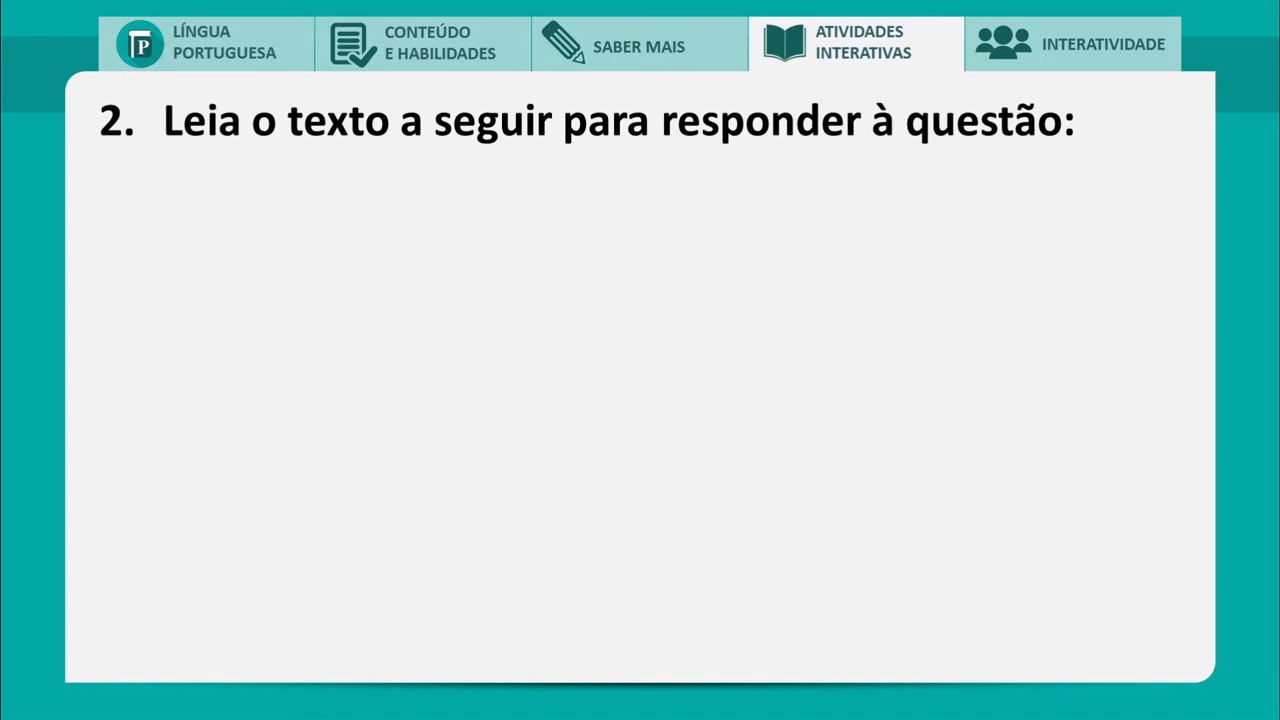 LÍNGUA
PORTUGUESA
CONTEÚDO
E HABILIDADES
SABER MAIS
ATIVIDADES
INTERATIVAS
INTERATIVIDADE
2. Leia o texto a seguir para responder à questão: